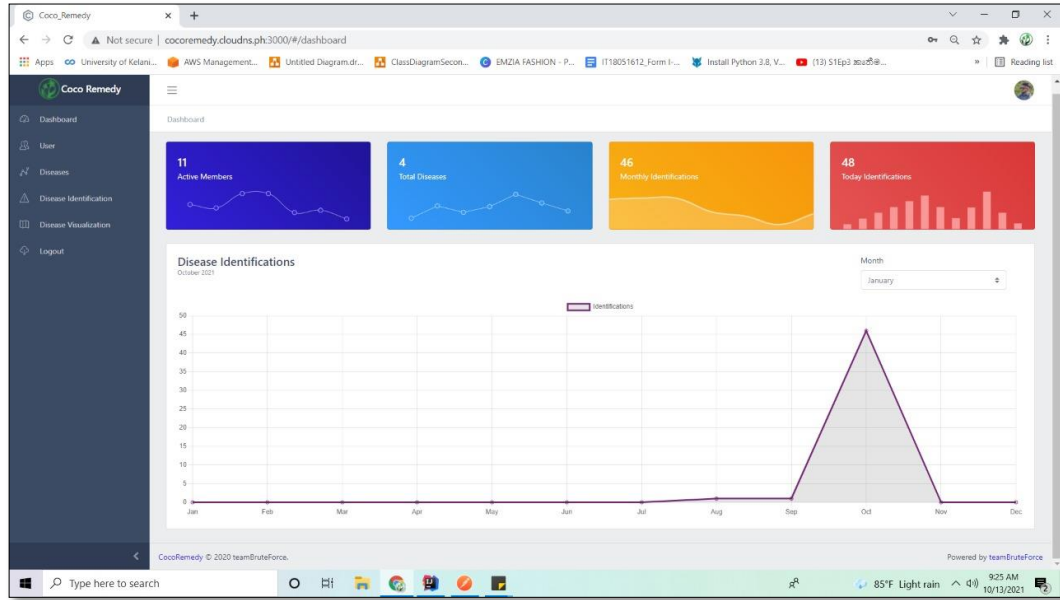 Coco_Remedy
Not secure | cocoremedy.cloudns.ph:3000/#/dashboard
Apps University of Kelani... AWS Management... Untitled Diagram.dr... ClassDiagramSecon... EMZIA FASHION - P... IT18051612_Form I-... Install Python 3.8, V... (13) S1Ep3 » Reading list
Coco Remedy
Dashboard
User
Diseases
Disease Identification
Disease Visualization
Logout
Dashboard
11
Active Members
4
Total Diseases
46
Monthly Identifications
48
Today Identifications
Disease Identifications
October 2021
Month
January
Identifications
50
45
40
35
30
25
20
15
10
5
0
Jan Feb Mar Apr May Jun Jul Aug Sep Oct Nov Dec
CocoRemedy © 2020 teamBruteForce. Powered by teamBruteForce
Type here to search 85°F Light rain 9:25 AM
10/13/2021